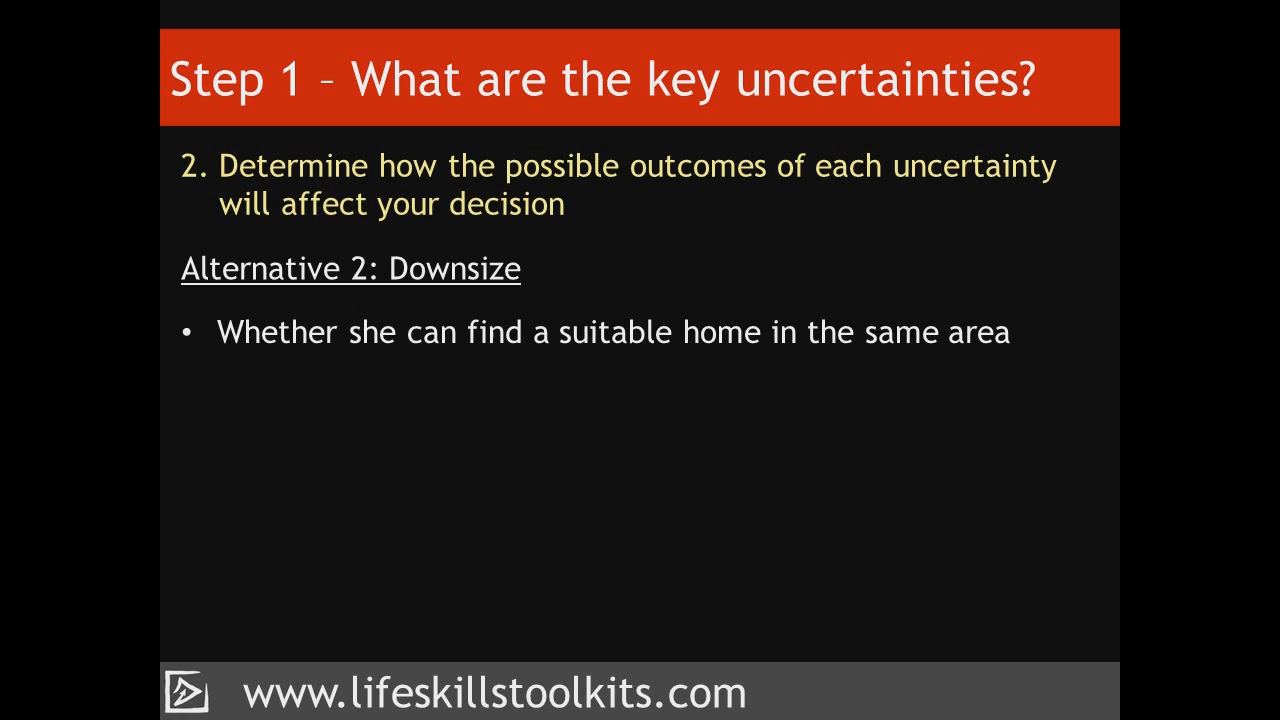 Step 1 – What are the key uncertainties?
2. Determine how the possible outcomes of each uncertainty
will affect your decision
Alternative 2: Downsize
• Whether she can find a suitable home in the same area
www.lifeskillstoolkits.com